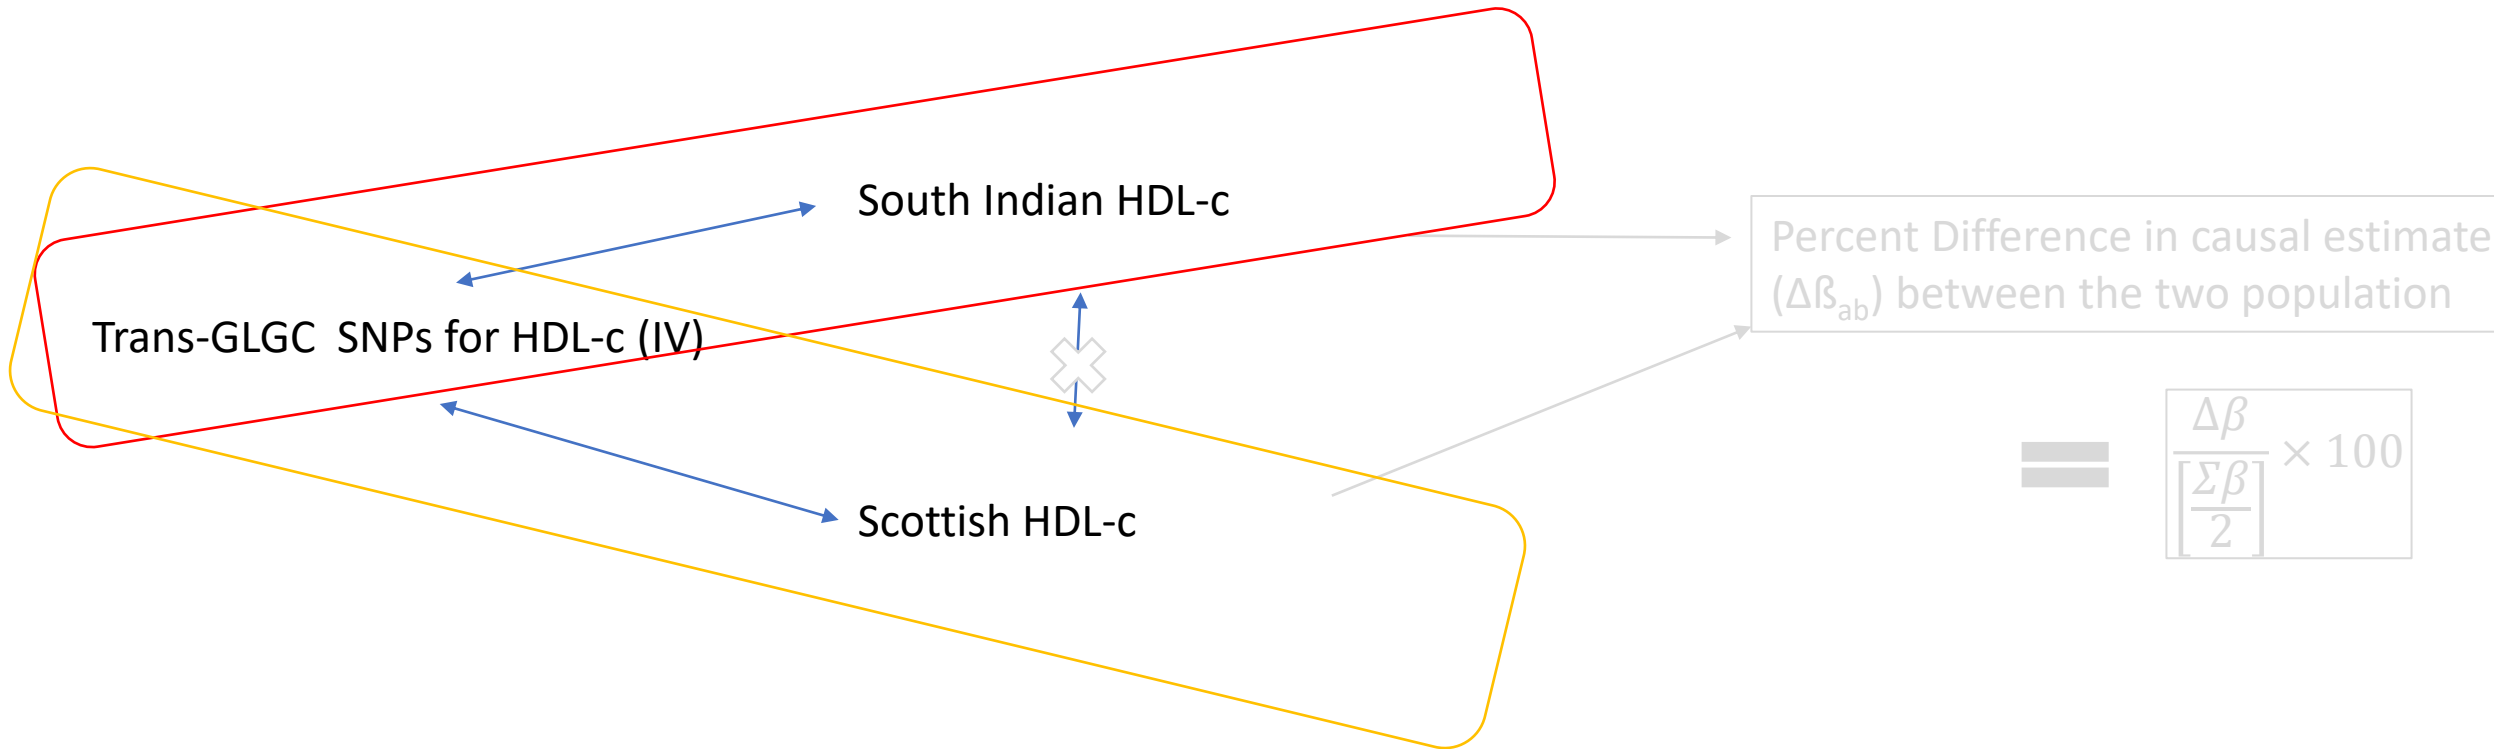 South Indian HDL-c
Percent Difference in causal estimate
(Δßab) between the two population
Trans-GLGC  SNPs for HDL-c (IV)
Scottish HDL-c
=
Δβ
[Σβ
2] × 100